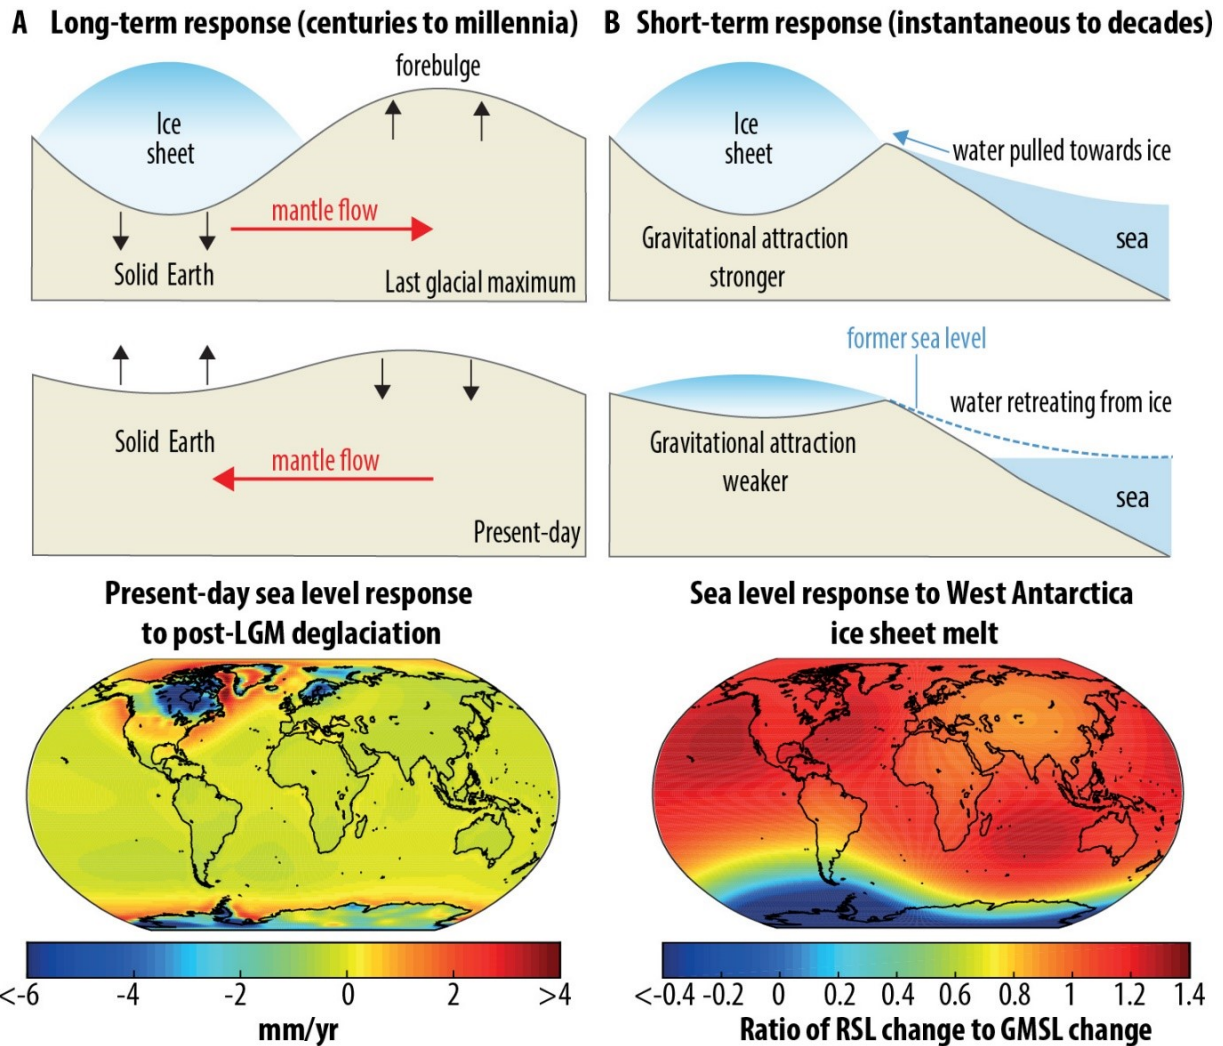 A Long-term response (centuries to millennia)
forebulge
Ice
sheet
mantle flow
Solid Earth
Last glacial maximum
Solid Earth
mantle flow
Present-day
Present-day sea level response
to post-LGM deglaciation
<-6 -4 -2 0 2 >4
mm/yr
B Short-term response (instantaneous to decades)
Ice
sheet
water pulled towards ice
Gravitational attraction
stronger
sea
former sea level
water retreating from ice
Gravitational attraction
weaker
sea
Sea level response to West Antarctica
ice sheet melt
<-0.4 -0.2 0 0.2 0.4 0.6 0.8 1 1.2 1.4
Ratio of RSL change to GMSL change